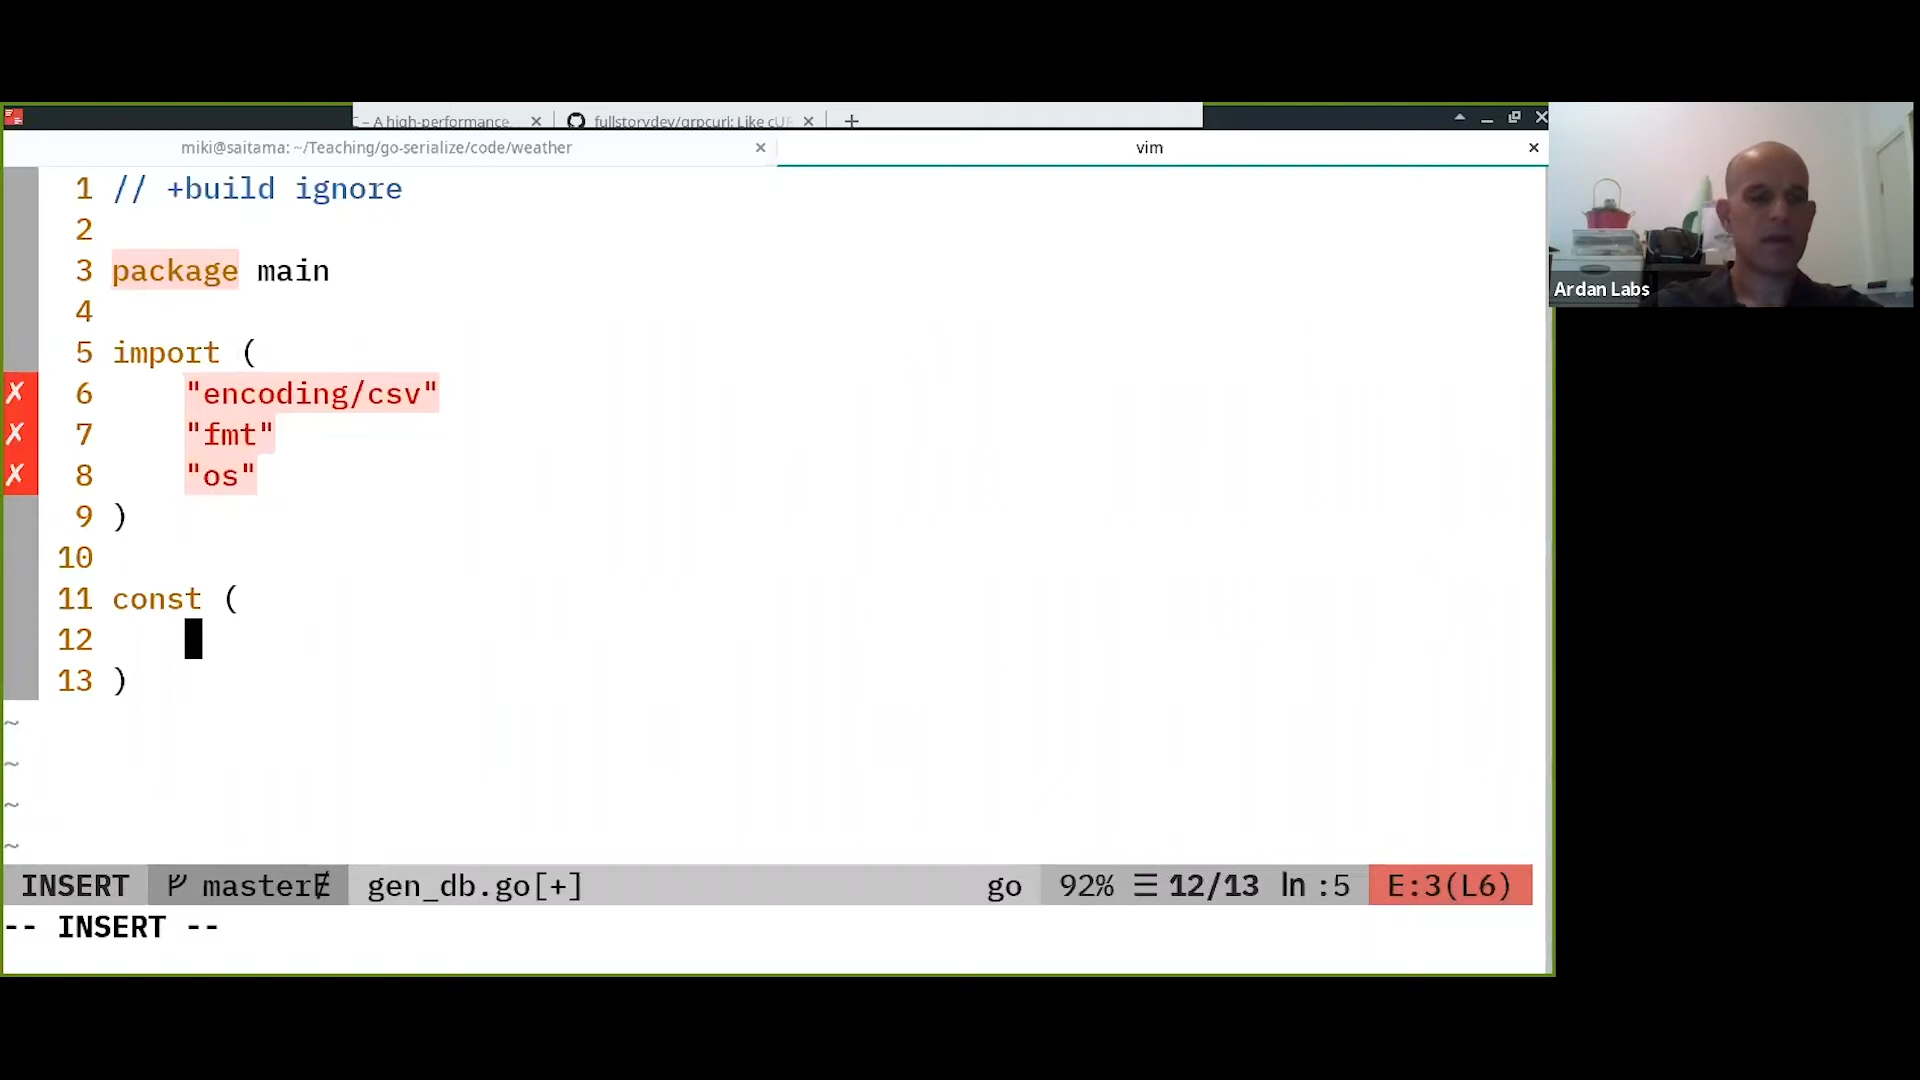 – A high-performance
fullstorydev/grpcurl: Like cUR
miki@saitama: ~/Teaching/go-serialize/code/weather
vim
1 // +build ignore
2
3 package main
4
5 import (
6 "encoding/csv"
7 "fmt"
8 "os"
9 )
10
11 const (
12
13 )
~
~
~
~
INSERT master gen_db.go[+] go 92% ☰ 12/13 ln :5 E:3(L6)
-- INSERT --
Ardan Labs